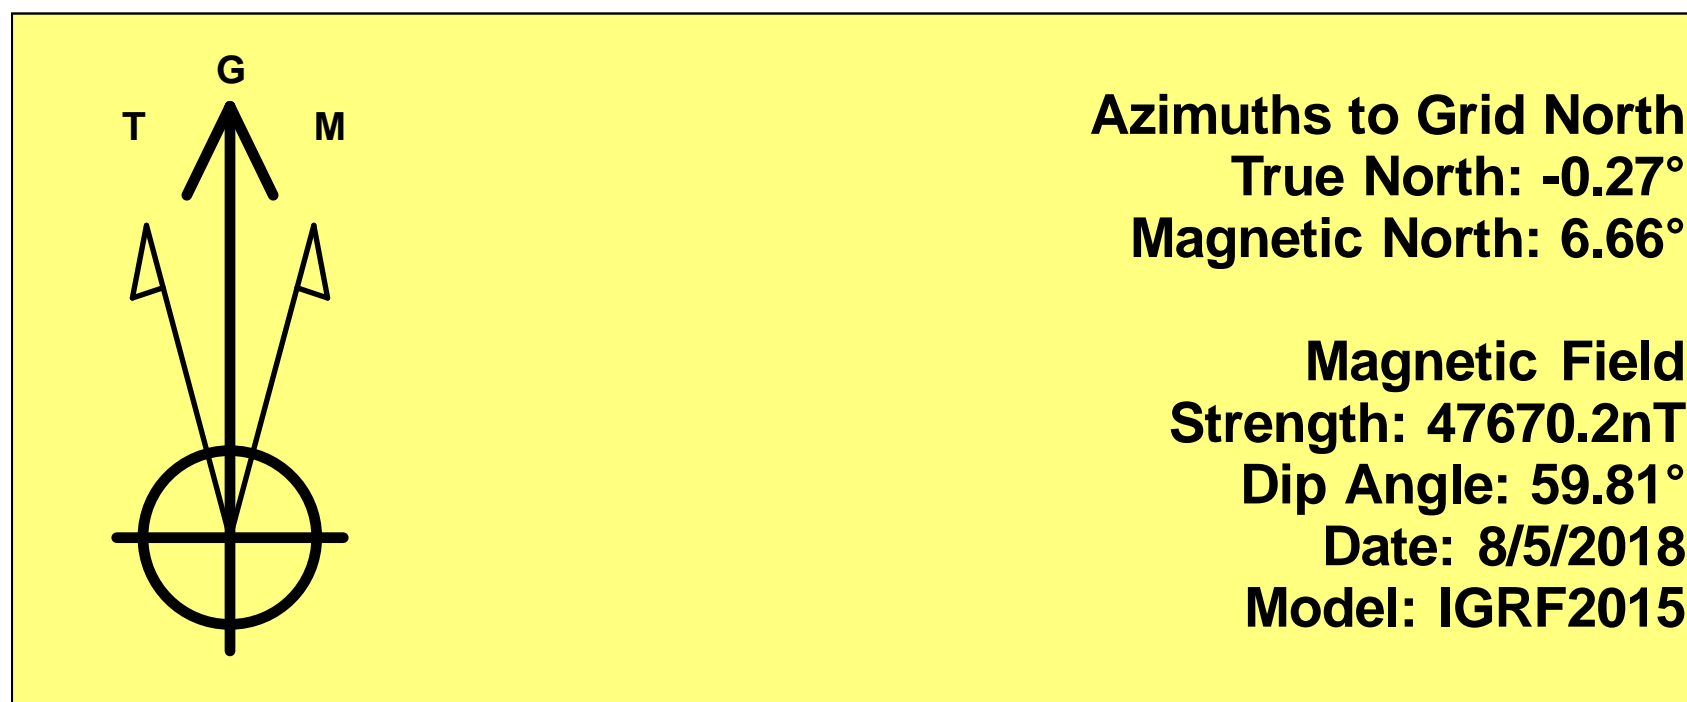 G
T M
Azimuths to Grid North
True North: -0.27°
Magnetic North: 6.66°
Magnetic Field
Strength: 47670.2nT
Dip Angle: 59.81°
Date: 8/5/2018
Model: IGRF2015